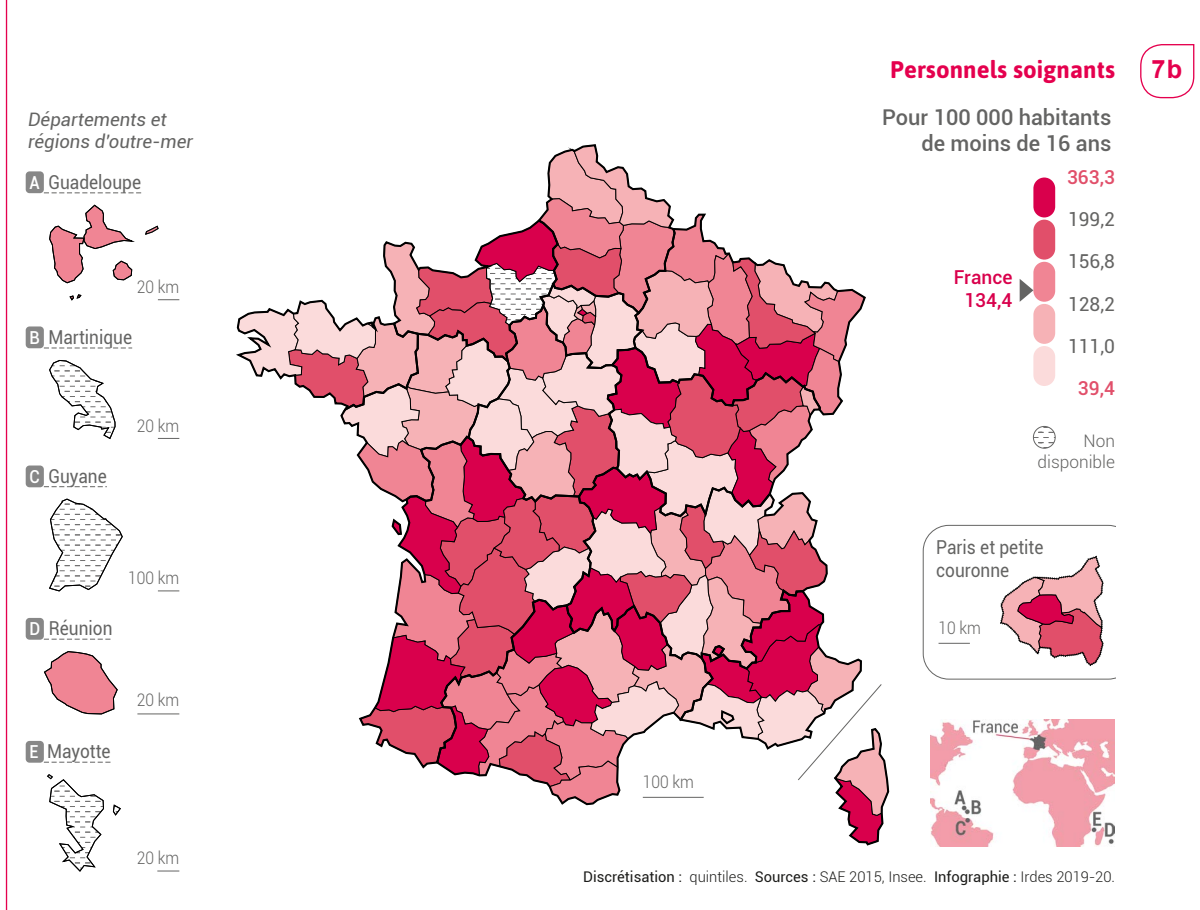 Personnels soignants
7b
Pour 100 000 habitants
de moins de 16 ans
363,3
199,2
156,8
128,2
111,0
39,4
France
134,4
Non
disponible
Départements et
régions d'outre-mer
A Guadeloupe
20 km
B Martinique
20 km
C Guyane
100 km
D Réunion
20 km
E Mayotte
20 km
100 km
Paris et petite
couronne
10 km
France
A
B
C
E
D
Discrétisation : quintiles. Sources : SAE 2015, Insee. Infographie : Irdes 2019-20.